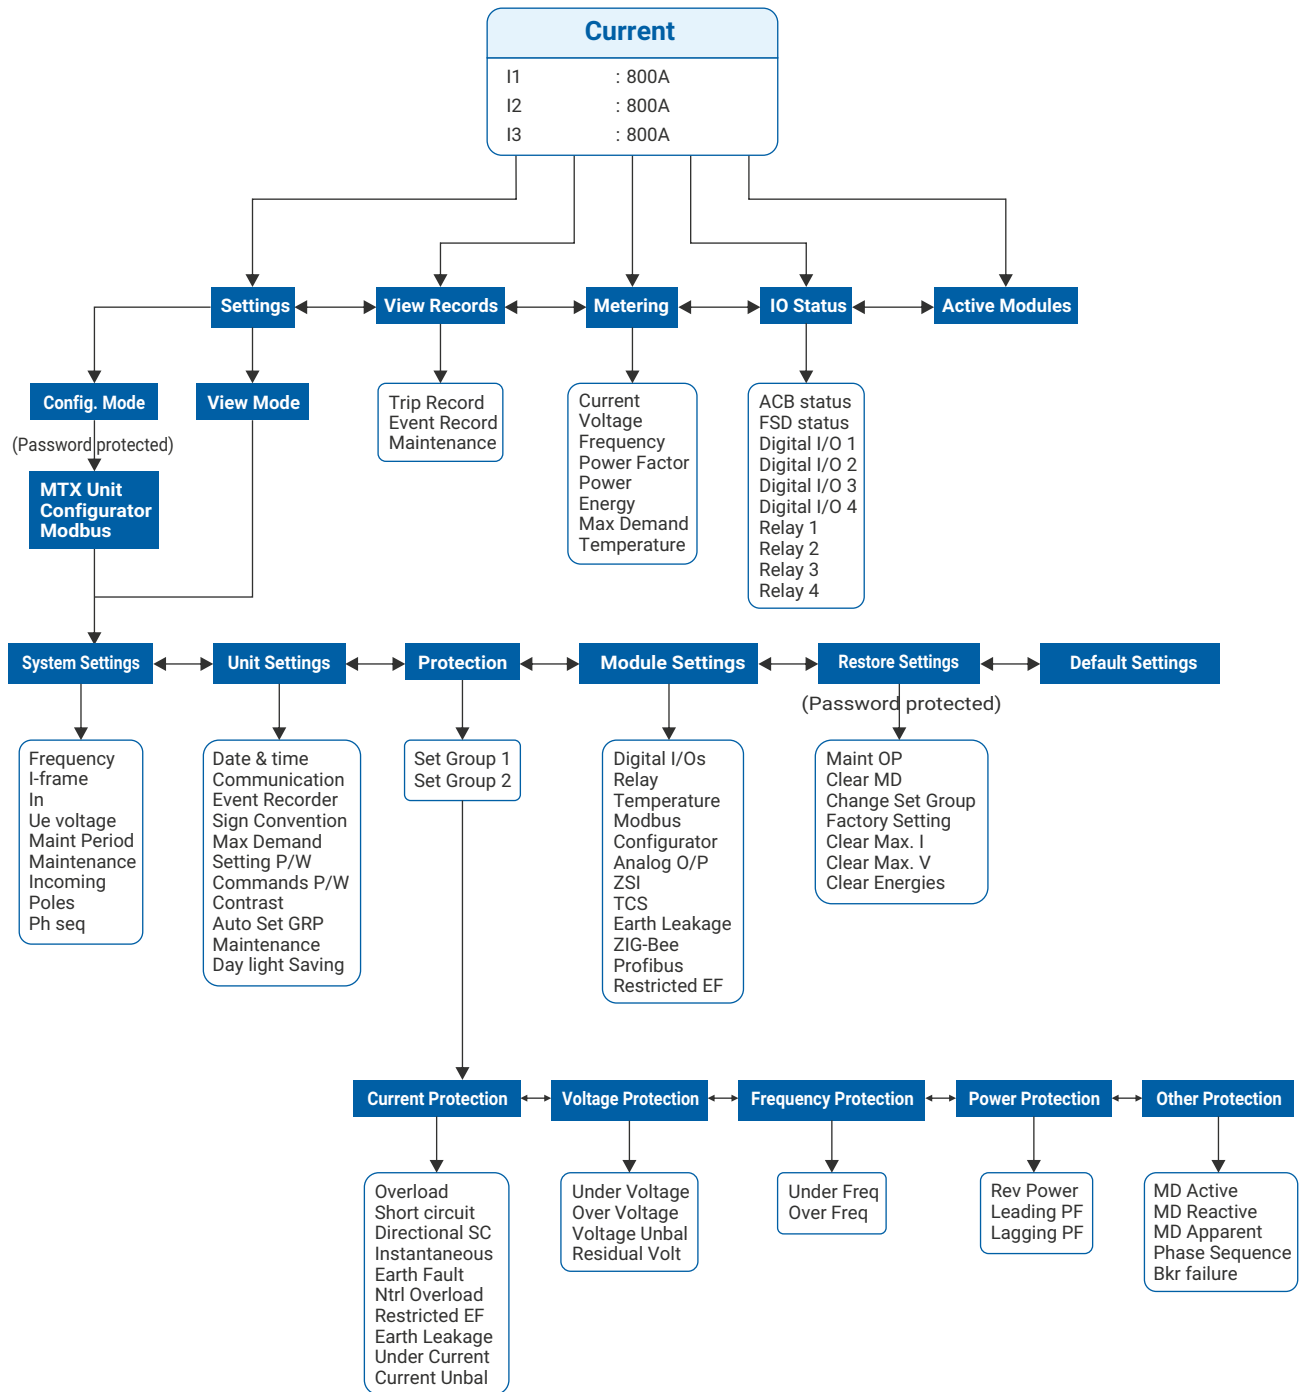 Current
I1 : 800A
I2 : 800A
I3 : 800A
Settings
View Records
Metering
IO Status
Active Modules
Config. Mode
View Mode
(Password protected)
MTX Unit
Configurator
Modbus
Trip Record
Event Record
Maintenance
Current
Voltage
Frequency
Power Factor
Power
Energy
Max Demand
Temperature
ACB status
FSD status
Digital I/O 1
Digital I/O 2
Digital I/O 3
Digital I/O 4
Relay 1
Relay 2
Relay 3
Relay 4
System Settings
Unit Settings
Protection
Module Settings
Restore Settings
Default Settings
(Password protected)
Frequency
I-frame
In
Ue voltage
Maint Period
Maintenance
Incoming
Poles
Ph seq
Date & time
Communication
Event Recorder
Sign Convention
Max Demand
Setting P/W
Commands P/W
Contrast
Auto Set GRP
Maintenance
Day light Saving
Set Group 1
Set Group 2
Digital I/Os
Relay
Temperature
Modbus
Configurator
Analog O/P
ZSI
TCS
Earth Leakage
ZIG-Bee
Profibus
Restricted EF
Maint OP
Clear MD
Change Set Group
Factory Setting
Clear Max. I
Clear Max. V
Clear Energies
Current Protection
Voltage Protection
Frequency Protection
Power Protection
Other Protection
Overload
Short circuit
Directional SC
Instantaneous
Earth Fault
Ntrl Overload
Restricted EF
Earth Leakage
Under Current
Current Unbal
Under Voltage
Over Voltage
Voltage Unbal
Residual Volt
Under Freq
Over Freq
Rev Power
Leading PF
Lagging PF
MD Active
MD Reactive
MD Apparent
Phase Sequence
Bkr failure